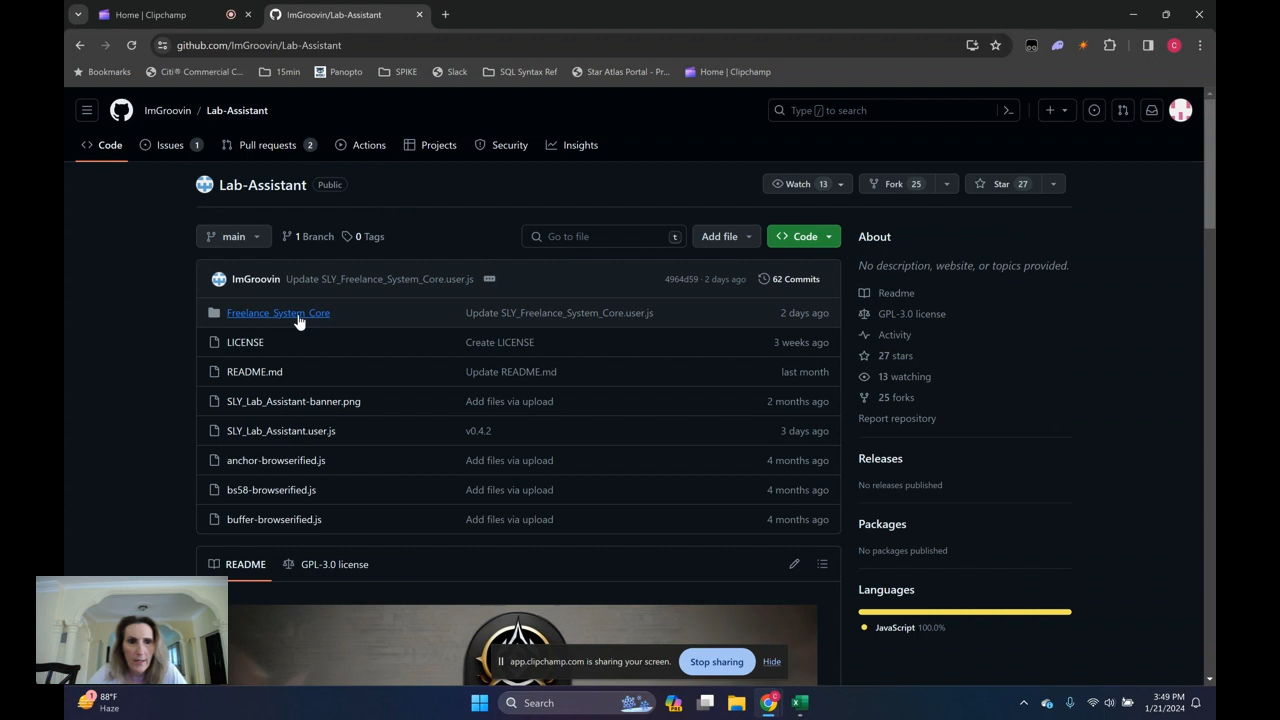 Home | Clipchamp
ImGroovin/Lab-Assistant
github.com/ImGroovin/Lab-Assistant
Bookmarks
Citi® Commercial C...
15min
Panopto
SPIKE
Slack
SQL Syntax Ref
Star Atlas Portal - Pr...
Home | Clipchamp
ImGroovin / Lab-Assistant
Type / to search
Code
Issues 1
Pull requests 2
Actions
Projects
Security
Insights
Lab-Assistant Public
Watch 13
Fork 25
Star 27
main
1 Branch
0 Tags
Go to file t
Add file
Code
ImGroovin Update SLY_Freelance_System_Core.user.js
4964d59 · 2 days ago
62 Commits
Freelance_System_Core Update SLY_Freelance_System_Core.user.js 2 days ago
LICENSE Create LICENSE 3 weeks ago
README.md Update README.md last month
SLY_Lab_Assistant-banner.png Add files via upload 2 months ago
SLY_Lab_Assistant.user.js v0.4.2 3 days ago
anchor-browserified.js Add files via upload 4 months ago
bs58-browserified.js Add files via upload 4 months ago
buffer-browserified.js Add files via upload 4 months ago
README
GPL-3.0 license
About
No description, website, or topics provided.
Readme
GPL-3.0 license
Activity
27 stars
13 watching
25 forks
Report repository
Releases
No releases published
Packages
No packages published
Languages
JavaScript 100.0%
app.clipchamp.com is sharing your screen.
Stop sharing
Hide
88°F
Haze
Search
3:49 PM
1/21/2024